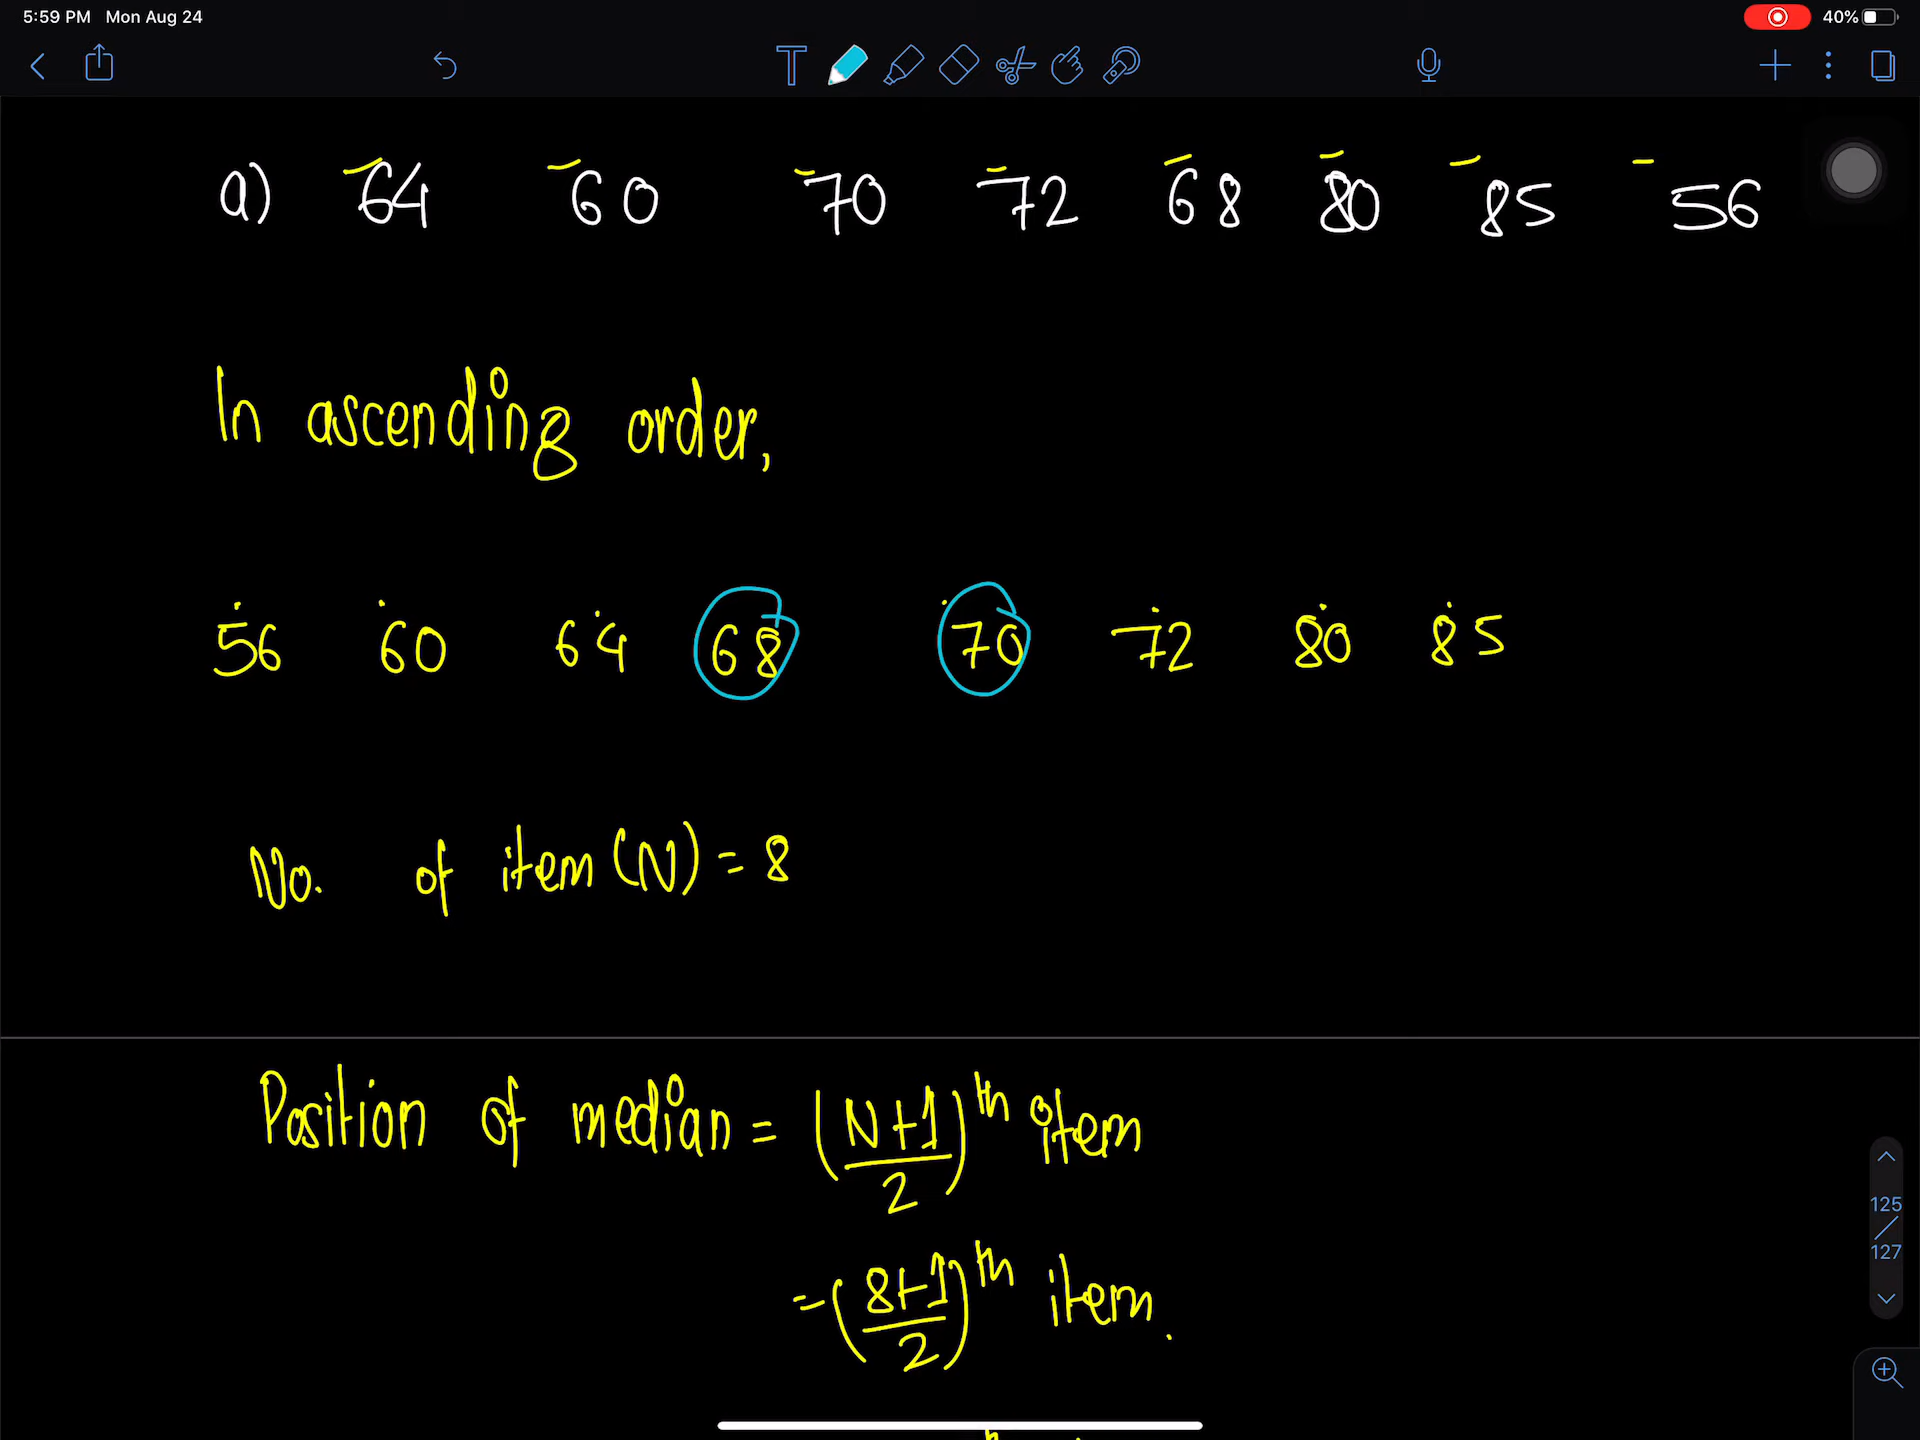 5:59 PM Mon Aug 24
40%
T
a) 64 60 70 72 68 80 85 56
In ascending order,
56 60 64 68 70 72 80 85
No. of item (N) = 8
Position of median = (N+1/2)^th item
= (8+1/2)^th item.
125
127